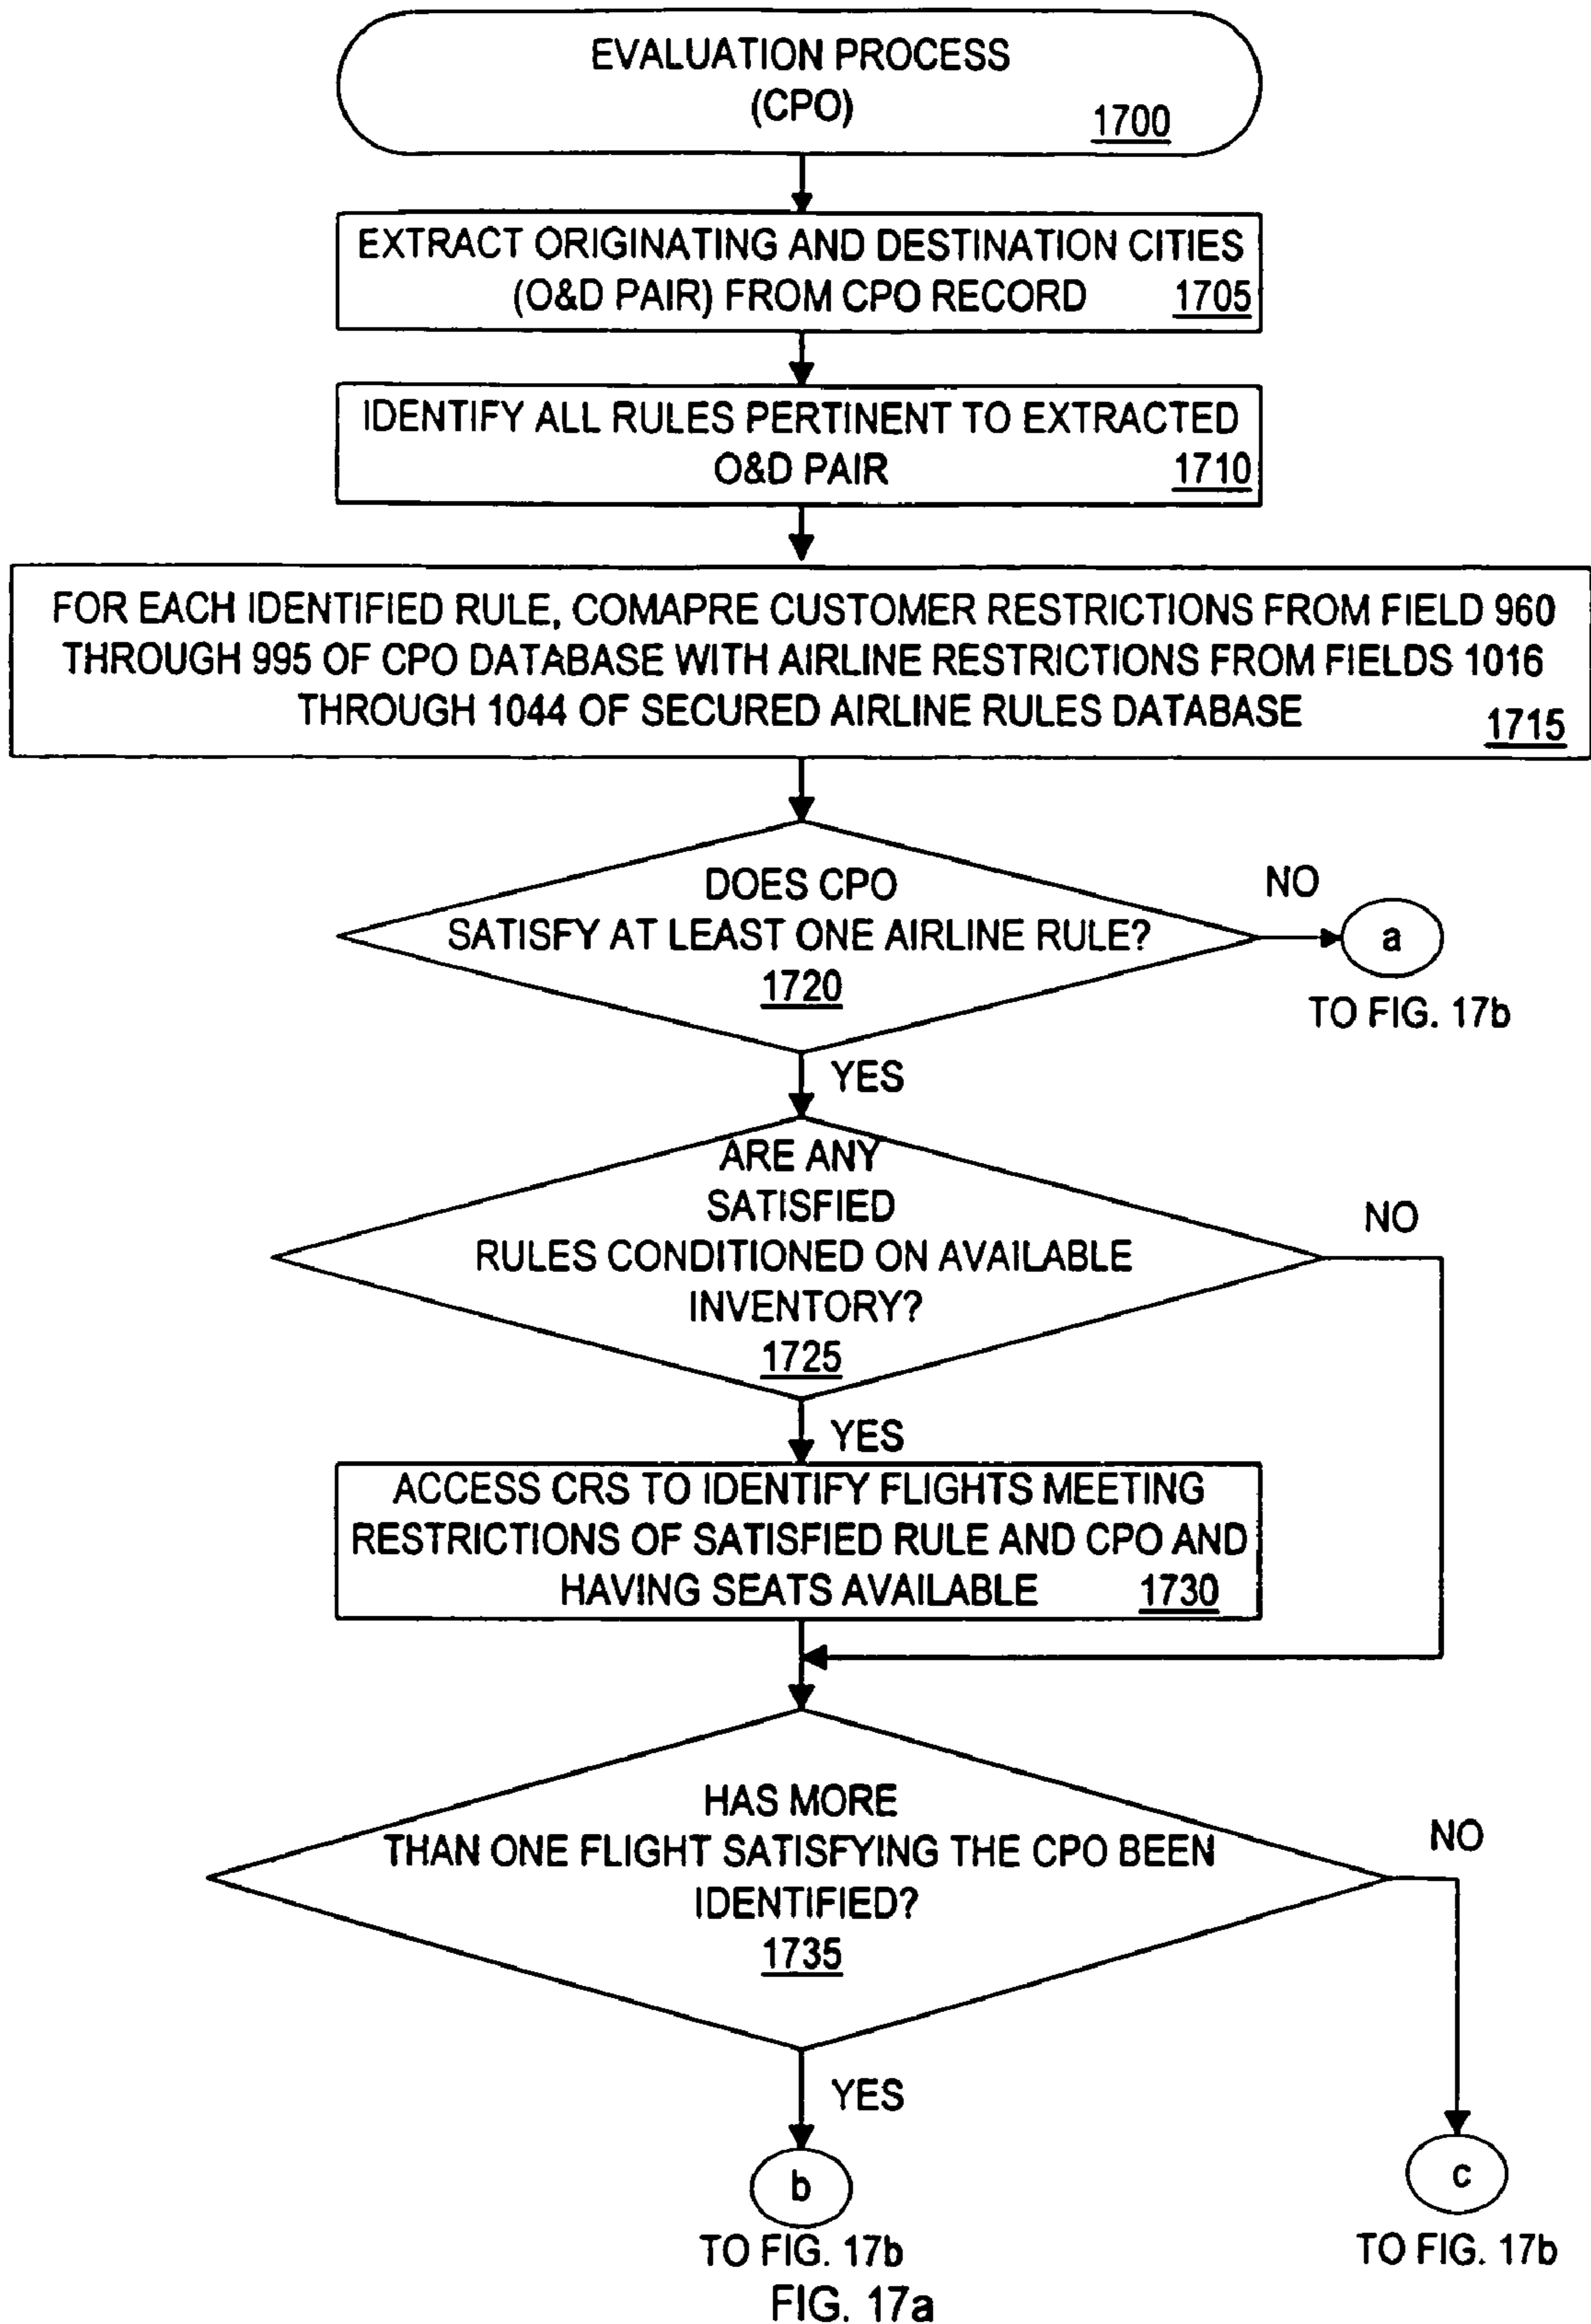 EVALUATION PROCESS
(CPO)
1700
EXTRACT ORIGINATING AND DESTINATION CITIES
(O&D PAIR) FROM CPO RECORD 1705
IDENTIFY ALL RULES PERTINENT TO EXTRACTED
O&D PAIR 1710
FOR EACH IDENTIFIED RULE, COMAPRE CUSTOMER RESTRICTIONS FROM FIELD 960
THROUGH 995 OF CPO DATABASE WITH AIRLINE RESTRICTIONS FROM FIELDS 1016
THROUGH 1044 OF SECURED AIRLINE RULES DATABASE 1715
DOES CPO
SATISFY AT LEAST ONE AIRLINE RULE?
1720
NO
a
TO FIG. 17b
YES
ARE ANY
SATISFIED
RULES CONDITIONED ON AVAILABLE
INVENTORY?
1725
NO
YES
ACCESS CRS TO IDENTIFY FLIGHTS MEETING
RESTRICTIONS OF SATISFIED RULE AND CPO AND
HAVING SEATS AVAILABLE 1730
HAS MORE
THAN ONE FLIGHT SATISFYING THE CPO BEEN
IDENTIFIED?
1735
NO
YES
b
TO FIG. 17b
c
TO FIG. 17b
FIG. 17a